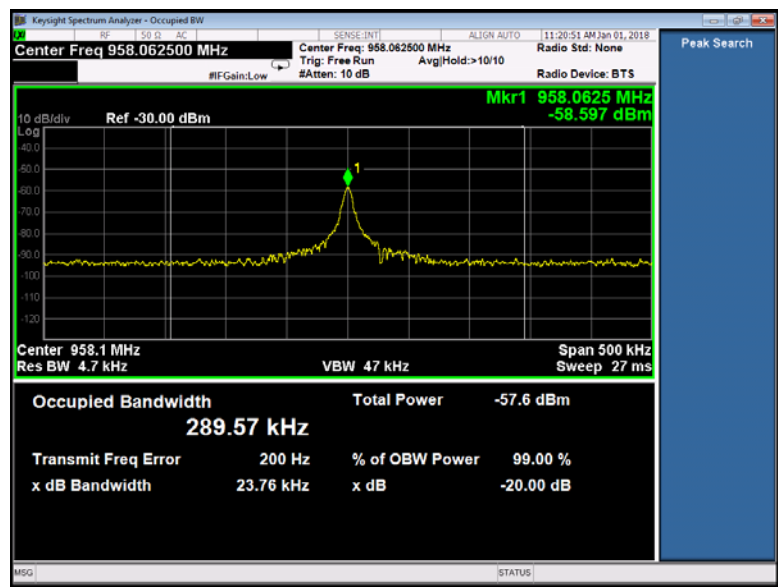 Keysight Spectrum Analyzer - Occupied BW
RF 50 Ω AC SENSE:INT ALIGN AUTO 11:20:51 AM Jan 01, 2018
Center Freq 958.062500 MHz Center Freq: 958.062500 MHz Radio Std: None Peak Search
Trig: Free Run Avg|Hold:>10/10
#IFGain:Low #Atten: 10 dB Radio Device: BTS
Mkr1 958.0625 MHz
10 dB/div Ref -30.00 dBm -58.597 dBm
Log
-40.0
-50.0
1
-60.0
-70.0
-80.0
-90.0
-100
-110
-120
Center 958.1 MHz Span 500 kHz
Res BW 4.7 kHz VBW 47 kHz Sweep 27 ms
Occupied Bandwidth Total Power -57.6 dBm
289.57 kHz
Transmit Freq Error 200 Hz % of OBW Power 99.00 %
x dB Bandwidth 23.76 kHz x dB -20.00 dB
MSG STATUS